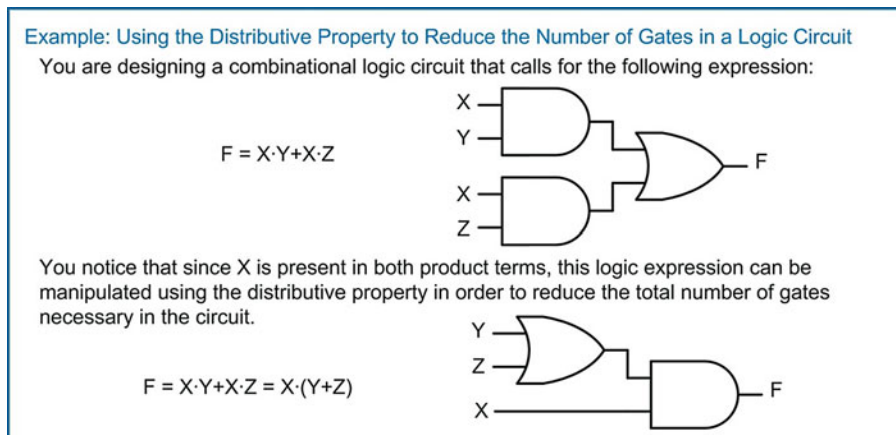 Example: Using the Distributive Property to Reduce the Number of Gates in a Logic Circuit
You are designing a combinational logic circuit that calls for the following expression:
X
Y
F = X·Y+X·Z
F
X
Z
You notice that since X is present in both product terms, this logic expression can be
manipulated using the distributive property in order to reduce the total number of gates
necessary in the circuit.
Y
Z
F = X·Y+X·Z = X·(Y+Z)
F
X